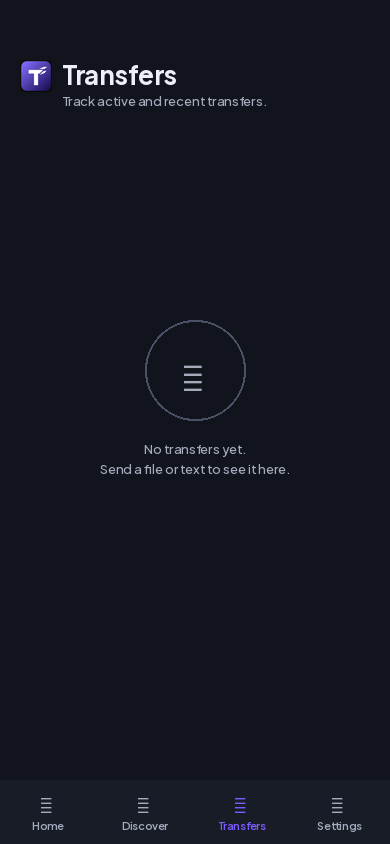 Transfers
Track active and recent transfers.
No transfers yet.
Send a file or text to see it here.
Home
Discover
Transfers
Settings